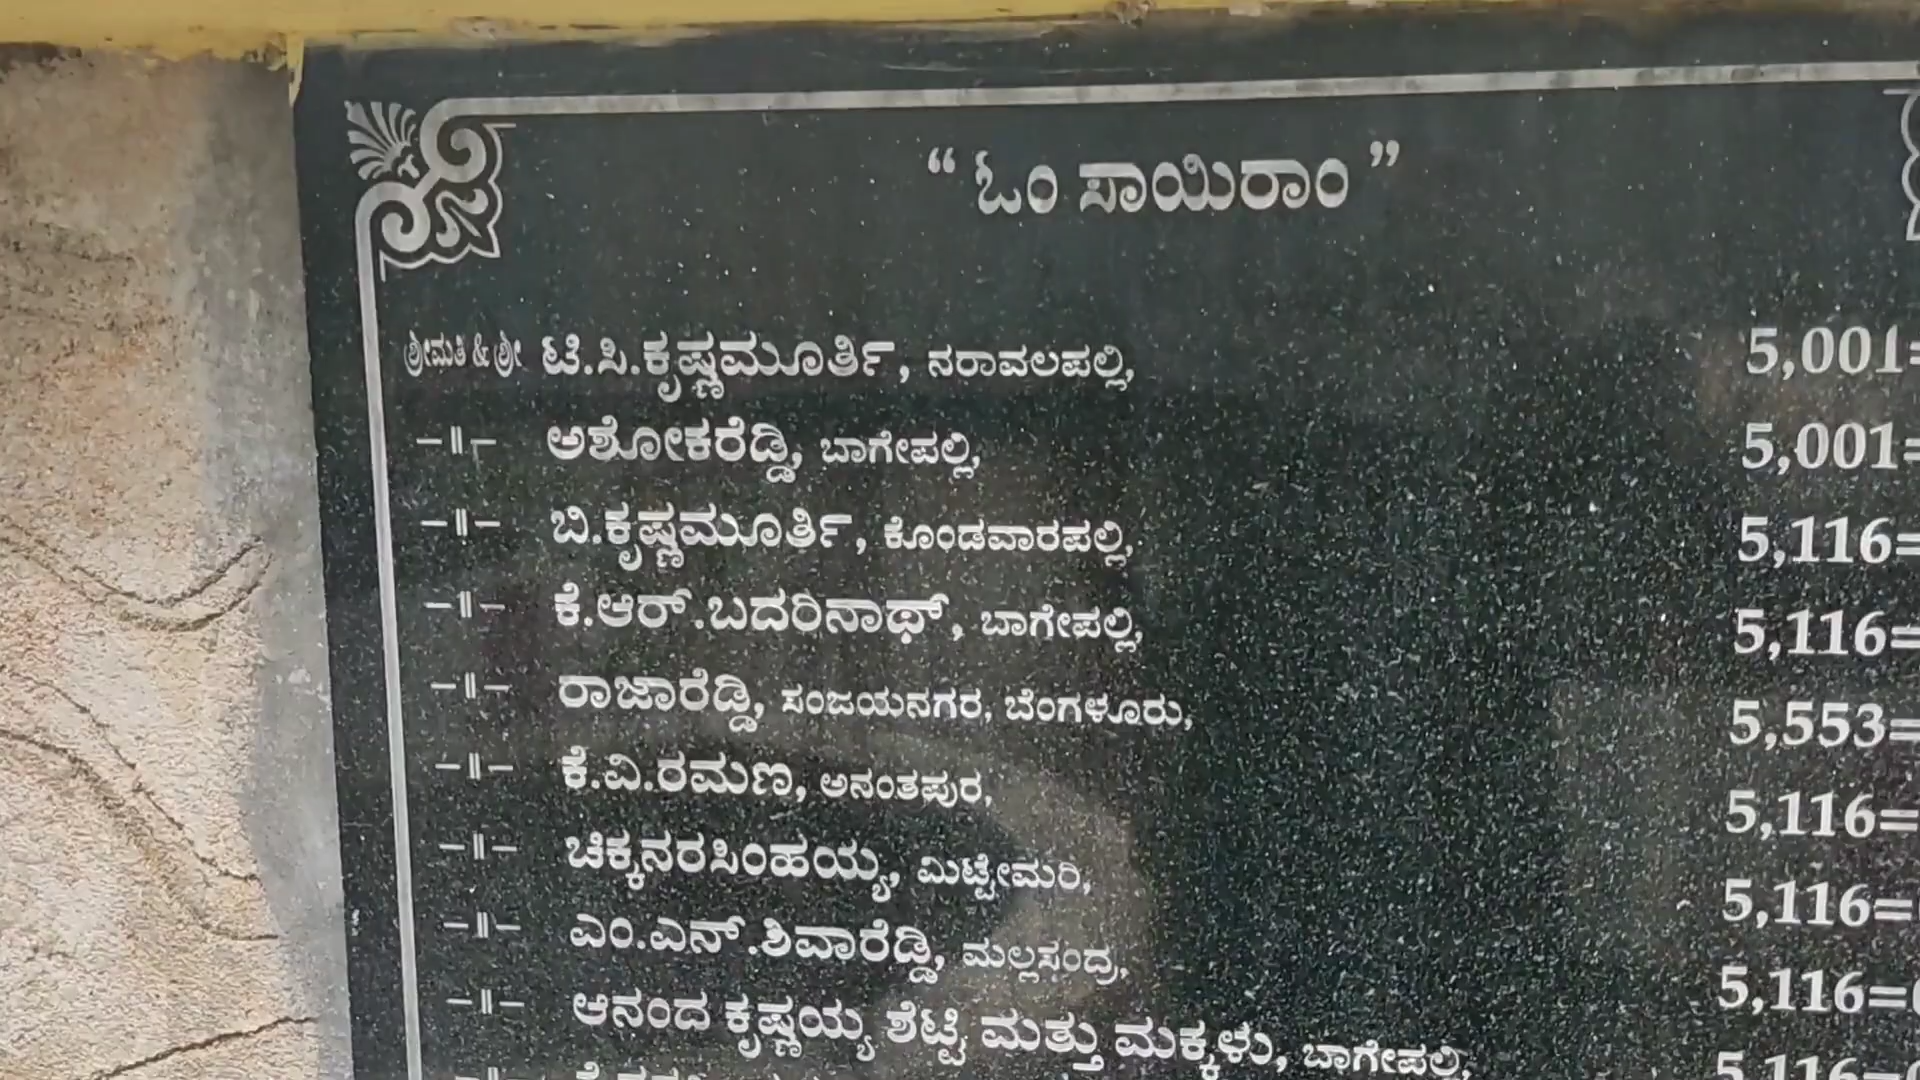 “ ಓಂ ಸಾಯಿರಾಂ ”
ಶ್ರೀಮತಿ & ಶ್ರೀ ಟಿ.ಸಿ.ಕೃಷ್ಣಮೂರ್ತಿ, ನರಾವಲಪಲ್ಲಿ, 5,001=
–||– ಅಶೋಕರೆಡ್ಡಿ, ಬಾಗೇಪಲ್ಲಿ, 5,001=
–||– ಬಿ.ಕೃಷ್ಣಮೂರ್ತಿ, ಕೊಂಡವಾರಪಲ್ಲಿ, 5,116=
–||– ಕೆ.ಆರ್.ಬದರಿನಾಥ್, ಬಾಗೇಪಲ್ಲಿ, 5,116=
–||– ರಾಜಾರೆಡ್ಡಿ, ಸಂಜಯನಗರ, ಬೆಂಗಳೂರು, 5,553=
–||– ಕೆ.ವಿ.ರಮಣ, ಅನಂತಪುರ, 5,116=
–||– ಚಿಕ್ಕನರಸಿಂಹಯ್ಯ, ಮಿಟ್ಟೇಮರಿ, 5,116=
–||– ಎಂ.ಎನ್.ಶಿವಾರೆಡ್ಡಿ, ಮಲ್ಲಸಂದ್ರ, 5,116=
–||– ಆನಂದ ಕೃಷ್ಣಯ್ಯ ಶೆಟ್ಟಿ ಮತ್ತು ಮಕ್ಕಳು, ಬಾಗೇಪಲ್ಲಿ, 5,116=